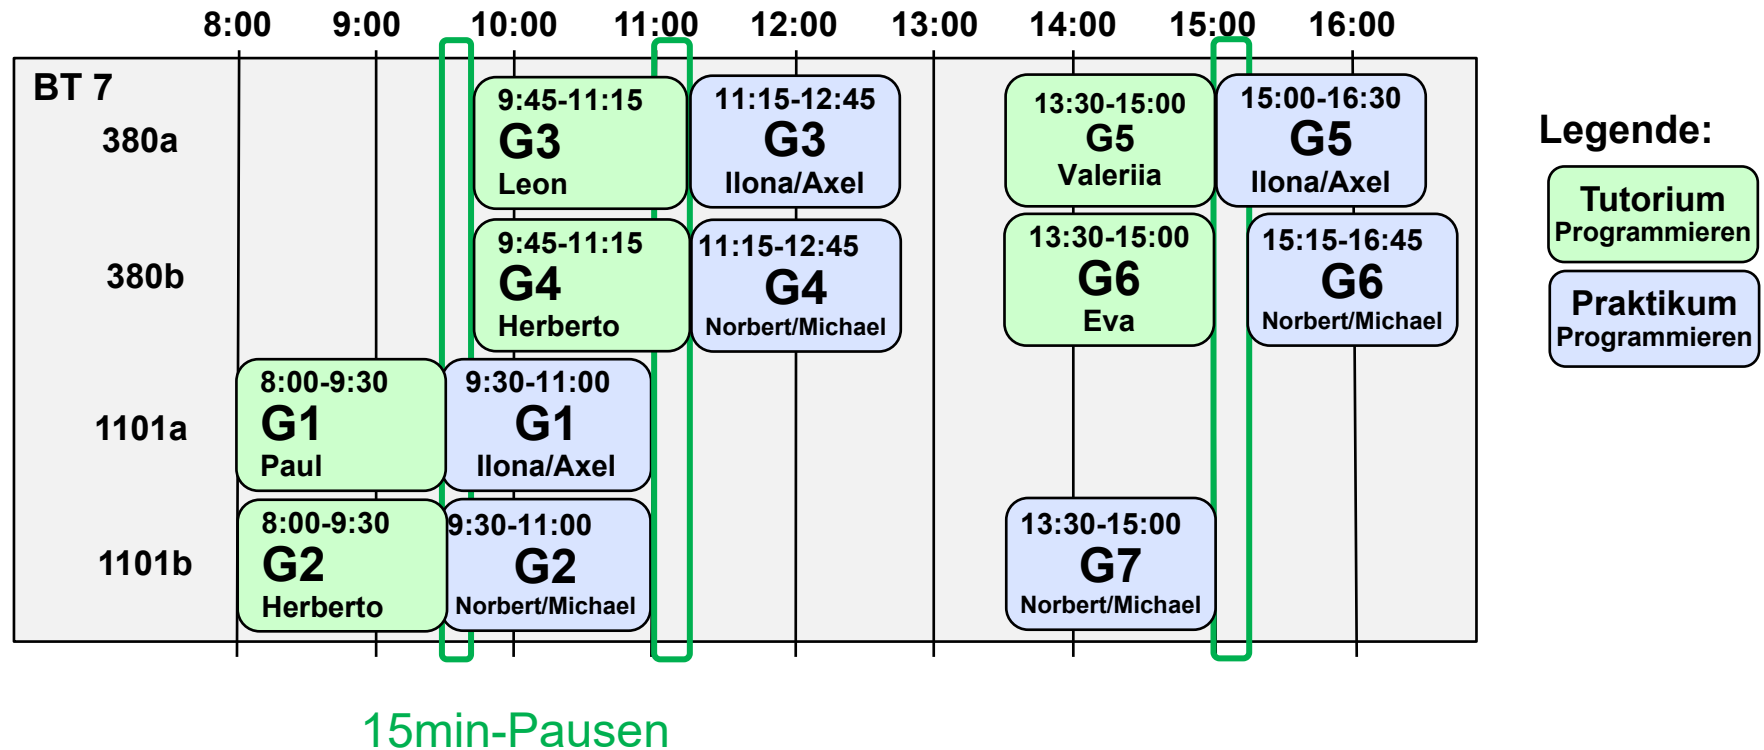 8:00 9:00 10:00 11:00 12:00 13:00 14:00 15:00 16:00
BT 7
380a
9:45-11:15
G3
Leon
11:15-12:45
G3
Ilona/Axel
13:30-15:00
G5
Valeriia
15:00-16:30
G5
Ilona/Axel
380b
9:45-11:15
G4
Herberto
11:15-12:45
G4
Norbert/Michael
13:30-15:00
G6
Eva
15:15-16:45
G6
Norbert/Michael
1101a
8:00-9:30
G1
Paul
9:30-11:00
G1
Ilona/Axel
1101b
8:00-9:30
G2
Herberto
9:30-11:00
G2
Norbert/Michael
13:30-15:00
G7
Norbert/Michael
Legende:
Tutorium
Programmieren
Praktikum
Programmieren
15min-Pausen